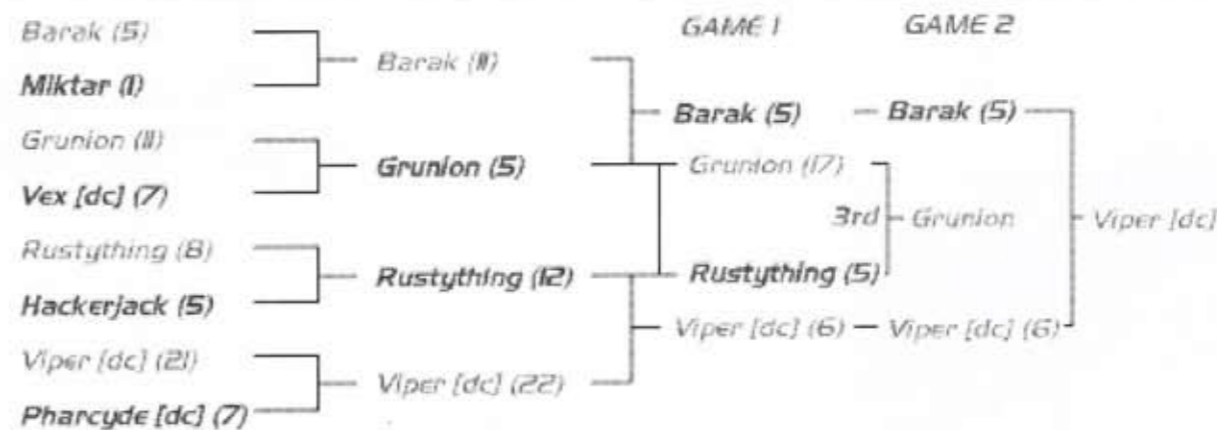 GAME 1 GAME 2
Barak (5)
Miktar (1)
Grunion (11)
Vex [dc] (7)
Rustything (8)
Hackerjack (5)
Viper [dc] (21)
Pharcyde [dc] (7)
Barak (11)
Grunion (5)
Rustything (12)
Viper [dc] (22)
Barak (5)
Grunion (17)
Rustything (5)
Viper [dc] (6)
Barak (5)
3rd Grunion
Viper [dc] (6)
Viper [dc]